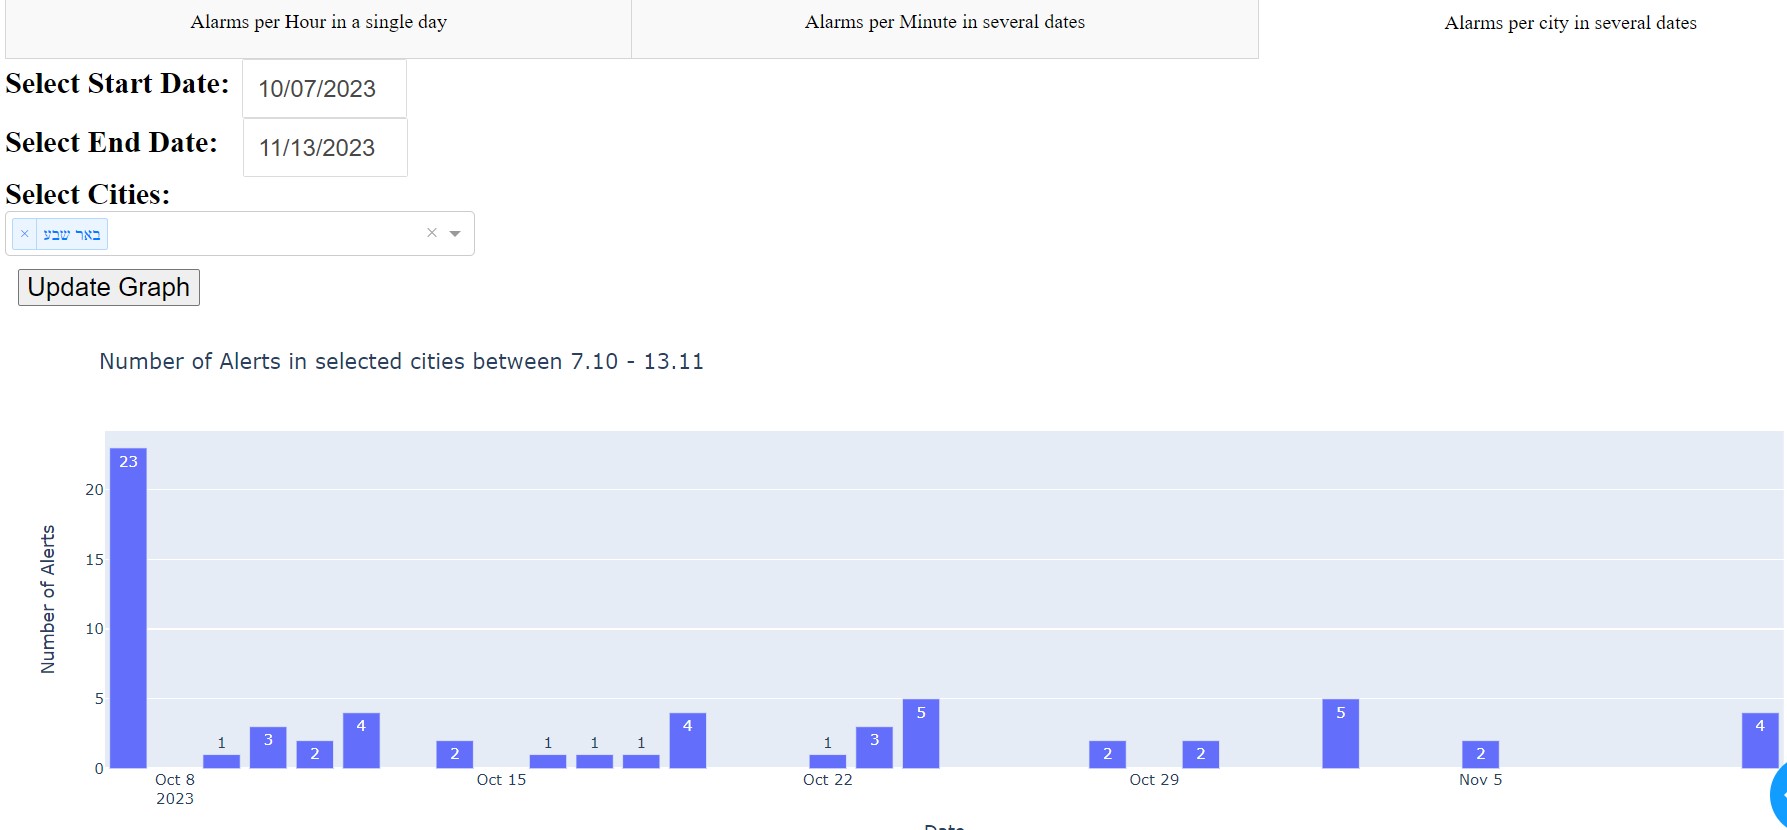 Alarms per Hour in a single day
Alarms per Minute in several dates
Alarms per city in several dates
Select Start Date:
10/07/2023
Select End Date:
11/13/2023
Select Cities:
× באר שבע ×
Update Graph
Number of Alerts in selected cities between 7.10 - 13.11
Number of Alerts
20
15
10
5
0
23
1
3
2
4
2
1
1
1
4
1
3
5
2
2
5
2
4
Oct 8
2023
Oct 15
Oct 22
Oct 29
Nov 5